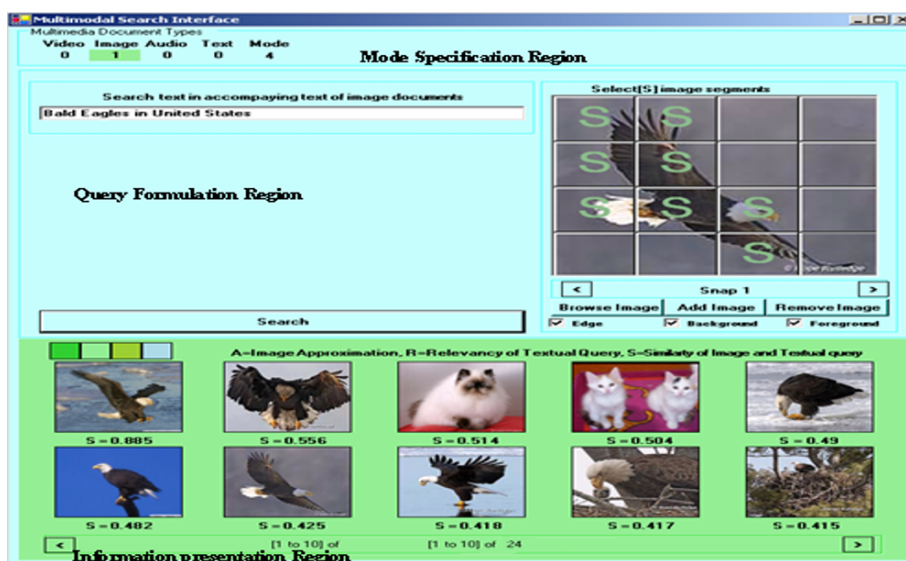 Multimodal Search Interface
Multimedia Document Types
Video Image Audio Text Mode
0 1 0 0 4
Mode Specification Region
Search text in accompaying text of image documents
Bald Eagles in United States
Query Formulation Region
Select[S] image segments
S S
S S
S S S
S
< Snap 1 >
Browse Image Add Image Remove Image
Edge Background Foreground
Search
A=Image Approximation, R=Relevancy of Textual Query, S=Similarty of Image and Textual query
S = 0.885 S = 0.556 S = 0.514 S = 0.504 S = 0.49
S = 0.482 S = 0.425 S = 0.418 S = 0.417 S = 0.415
< [1 to 10] of [1 to 10] of 24 >
Information presentation Region